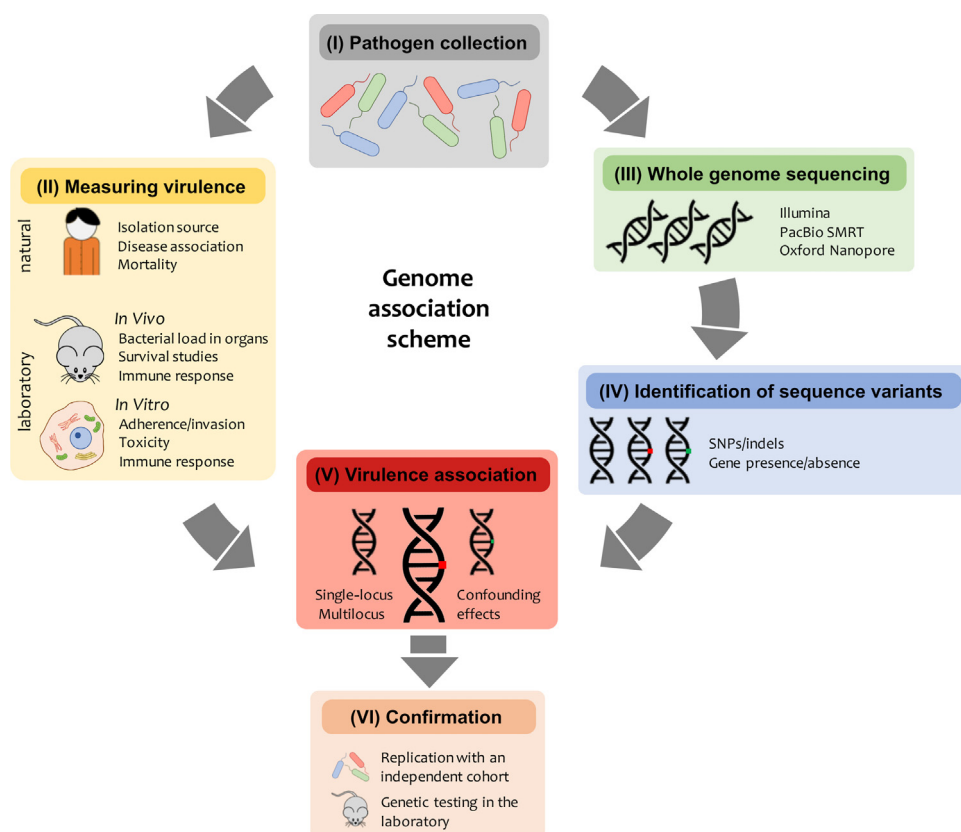 (I) Pathogen collection
(II) Measuring virulence
natural
Isolation source
Disease association
Mortality
laboratory
In Vivo
Bacterial load in organs
Survival studies
Immune response
In Vitro
Adherence/invasion
Toxicity
Immune response
Genome
association
scheme
(III) Whole genome sequencing
Illumina
PacBio SMRT
Oxford Nanopore
(IV) Identification of sequence variants
SNPs/indels
Gene presence/absence
(V) Virulence association
Single-locus
Multilocus
Confounding
effects
(VI) Confirmation
Replication with an
independent cohort
Genetic testing in the
laboratory